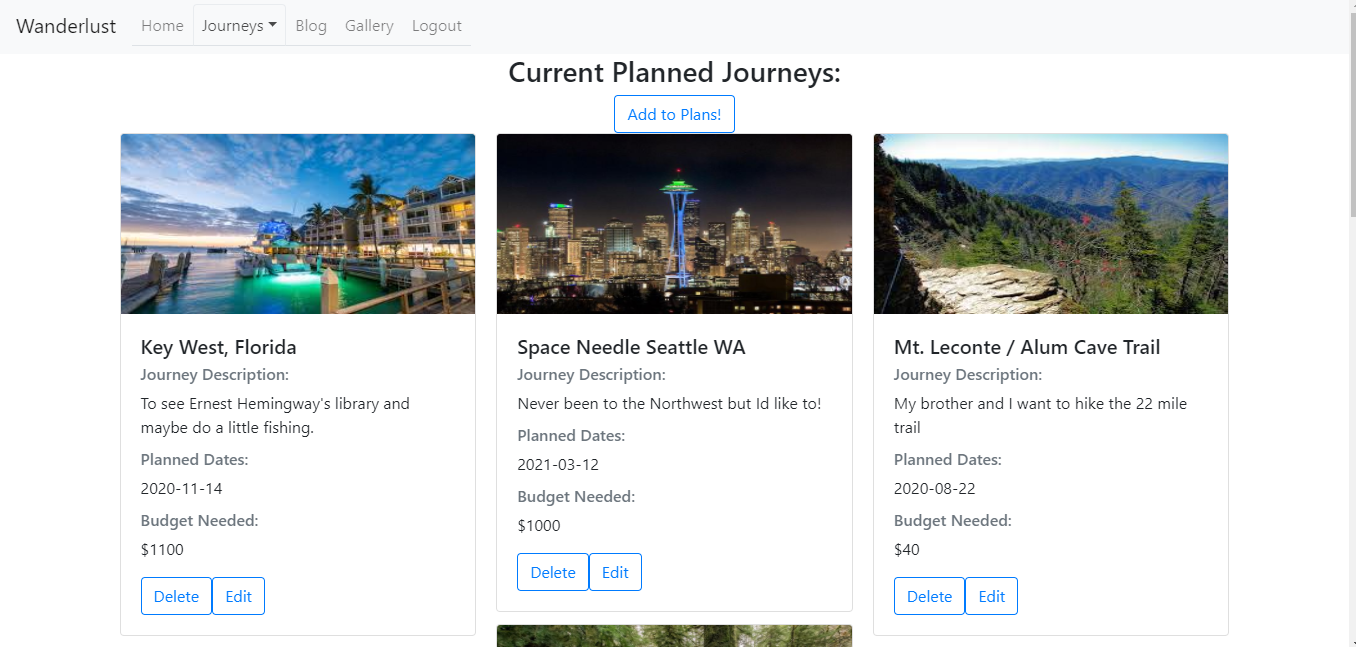 Wanderlust Home Journeys Blog Gallery Logout
Current Planned Journeys:
Add to Plans!
Key West, Florida
Journey Description:
To see Ernest Hemingway's library and
maybe do a little fishing.
Planned Dates:
2020-11-14
Budget Needed:
$1100
Delete Edit
Space Needle Seattle WA
Journey Description:
Never been to the Northwest but Id like to!
Planned Dates:
2021-03-12
Budget Needed:
$1000
Delete Edit
Mt. Leconte / Alum Cave Trail
Journey Description:
My brother and I want to hike the 22 mile
trail
Planned Dates:
2020-08-22
Budget Needed:
$40
Delete Edit